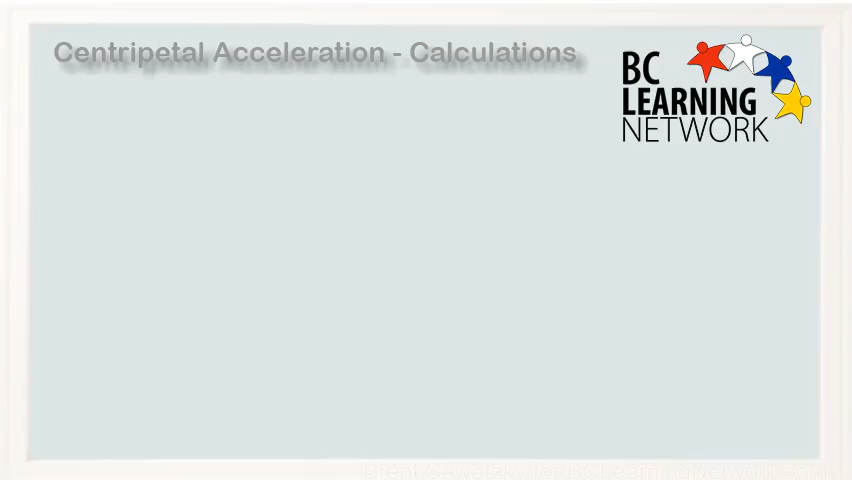 Centripetal Acceleration - Calculations
BC
LEARNING
NETWORK
Brent Sawatzky for BCLearningNetwork.com